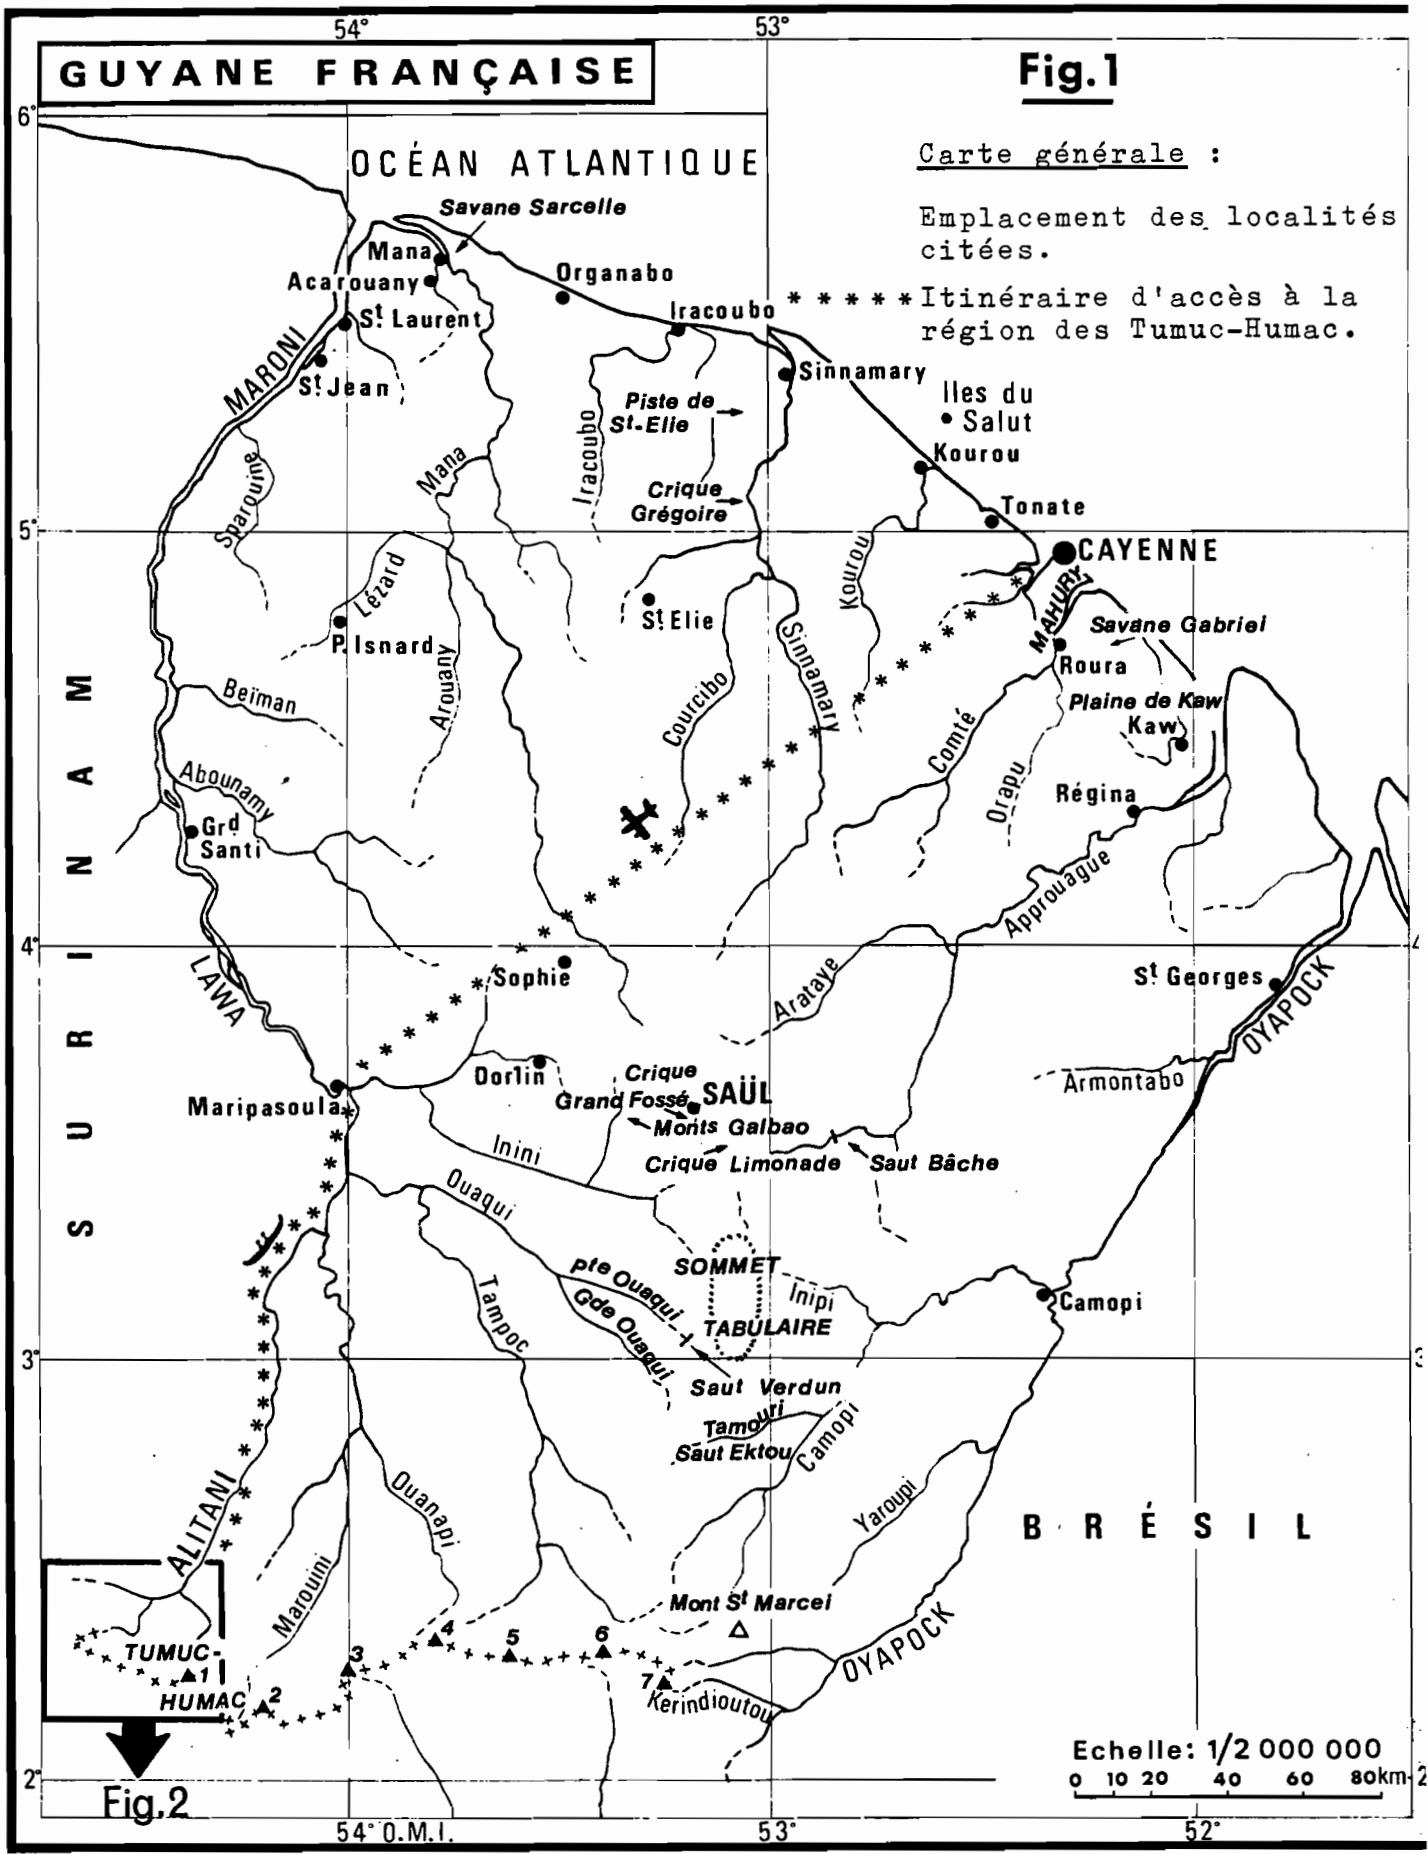 54°
53°
GUYANE FRANÇAISE
Fig.1
6°
OCÉAN ATLANTIQUE
Carte générale :
Emplacement des localités
citées.
* * * * * Itinéraire d'accès à la
région des Tumuc-Humac.
Savane Sarcelle
Mana
Acarouany
Organabo
Iracoubo
St. Laurent
St. Jean
MARONI
Sinnamary
Iles du
Salut
Kourou
Tonate
Piste de
St-Elie
Iracoubo
Mana
Sparouine
Crique
Grégoire
5°
CAYENNE
MAHURY
Lézard
P. Isnard
Kourou
St. Elie
Sinnamary
Savane Gabriel
Roura
Plaine de Kaw
Kaw
Beïman
Arouany
Courcibo
Comté
Orapu
Régina
Abounamy
Grd
Santi
SURINAM
Approuague
4°
4
LAWA
Sophie
Arataye
St Georges
OYAPOCK
Maripasoula
Dorlin
Crique
Grand Fossé
SAÜL
Monts Galbao
Crique Limonade
Saut Bâche
Armontabo
Inini
Ouaqui
SOMMET
TABULAIRE
pte Ouaqui
Gde Ouaqui
Inipi
Camopi
Tampoc
3°
3
Saut Verdun
Tamouri
Saut Ektou
Camopi
Ouanapi
Yaroupi
BRÉSIL
ALITANI
Marouini
Mont St Marcel
TUMUC-
HUMAC
1
2
3
4
5
6
7
OYAPOCK
Kerindioutou
Echelle: 1/2 000 000
0 10 20 40 60 80km
2°
2
Fig.2
54° O.M.I.
53°
52°